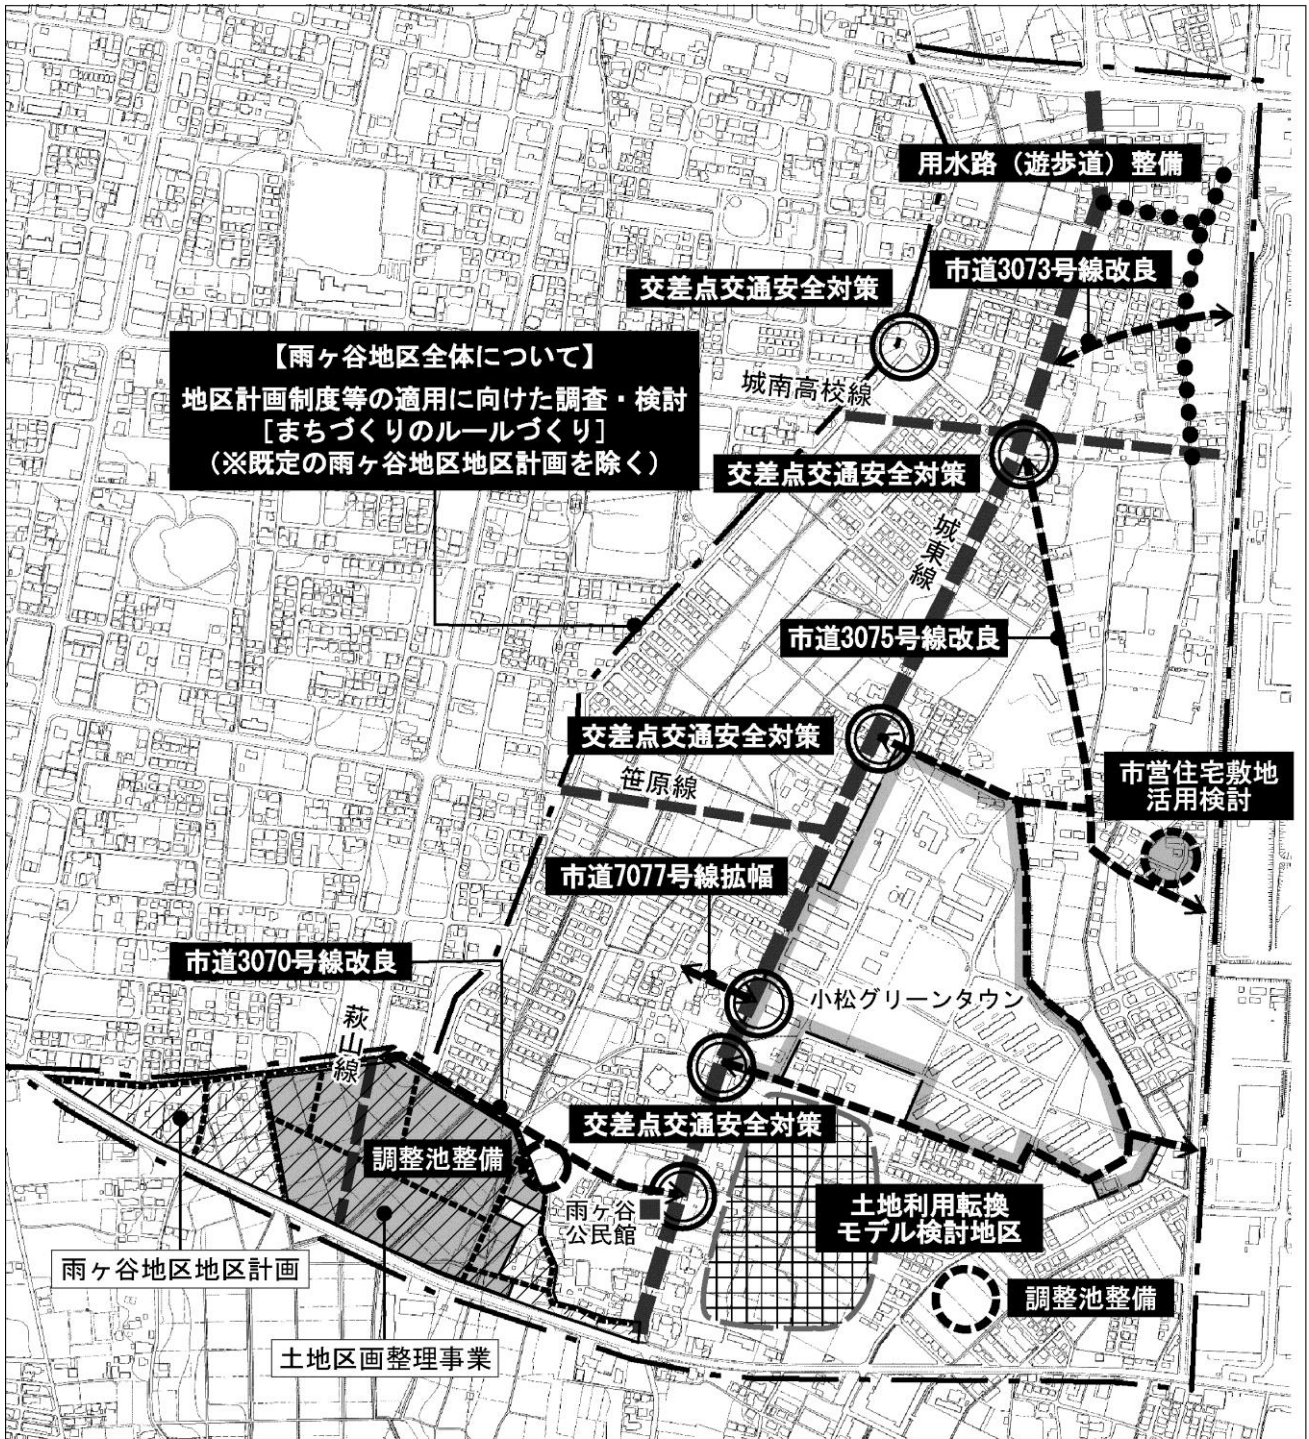 用水路（遊歩道）整備
市道3073号線改良
交差点交通安全対策
【雨ヶ谷地区全体について】
地区計画制度等の適用に向けた調査・検討
［まちづくりのルールづくり］
（※既定の雨ヶ谷地区地区計画を除く）
城南高校線
交差点交通安全対策
城東線
市道3075号線改良
交差点交通安全対策
笹原線
市営住宅敷地
活用検討
市道7077号線拡幅
市道3070号線改良
小松グリーンタウン
萩山線
交差点交通安全対策
調整池整備
雨ヶ谷
公民館
土地利用転換
モデル検討地区
雨ヶ谷地区地区計画
調整池整備
土地区画整理事業